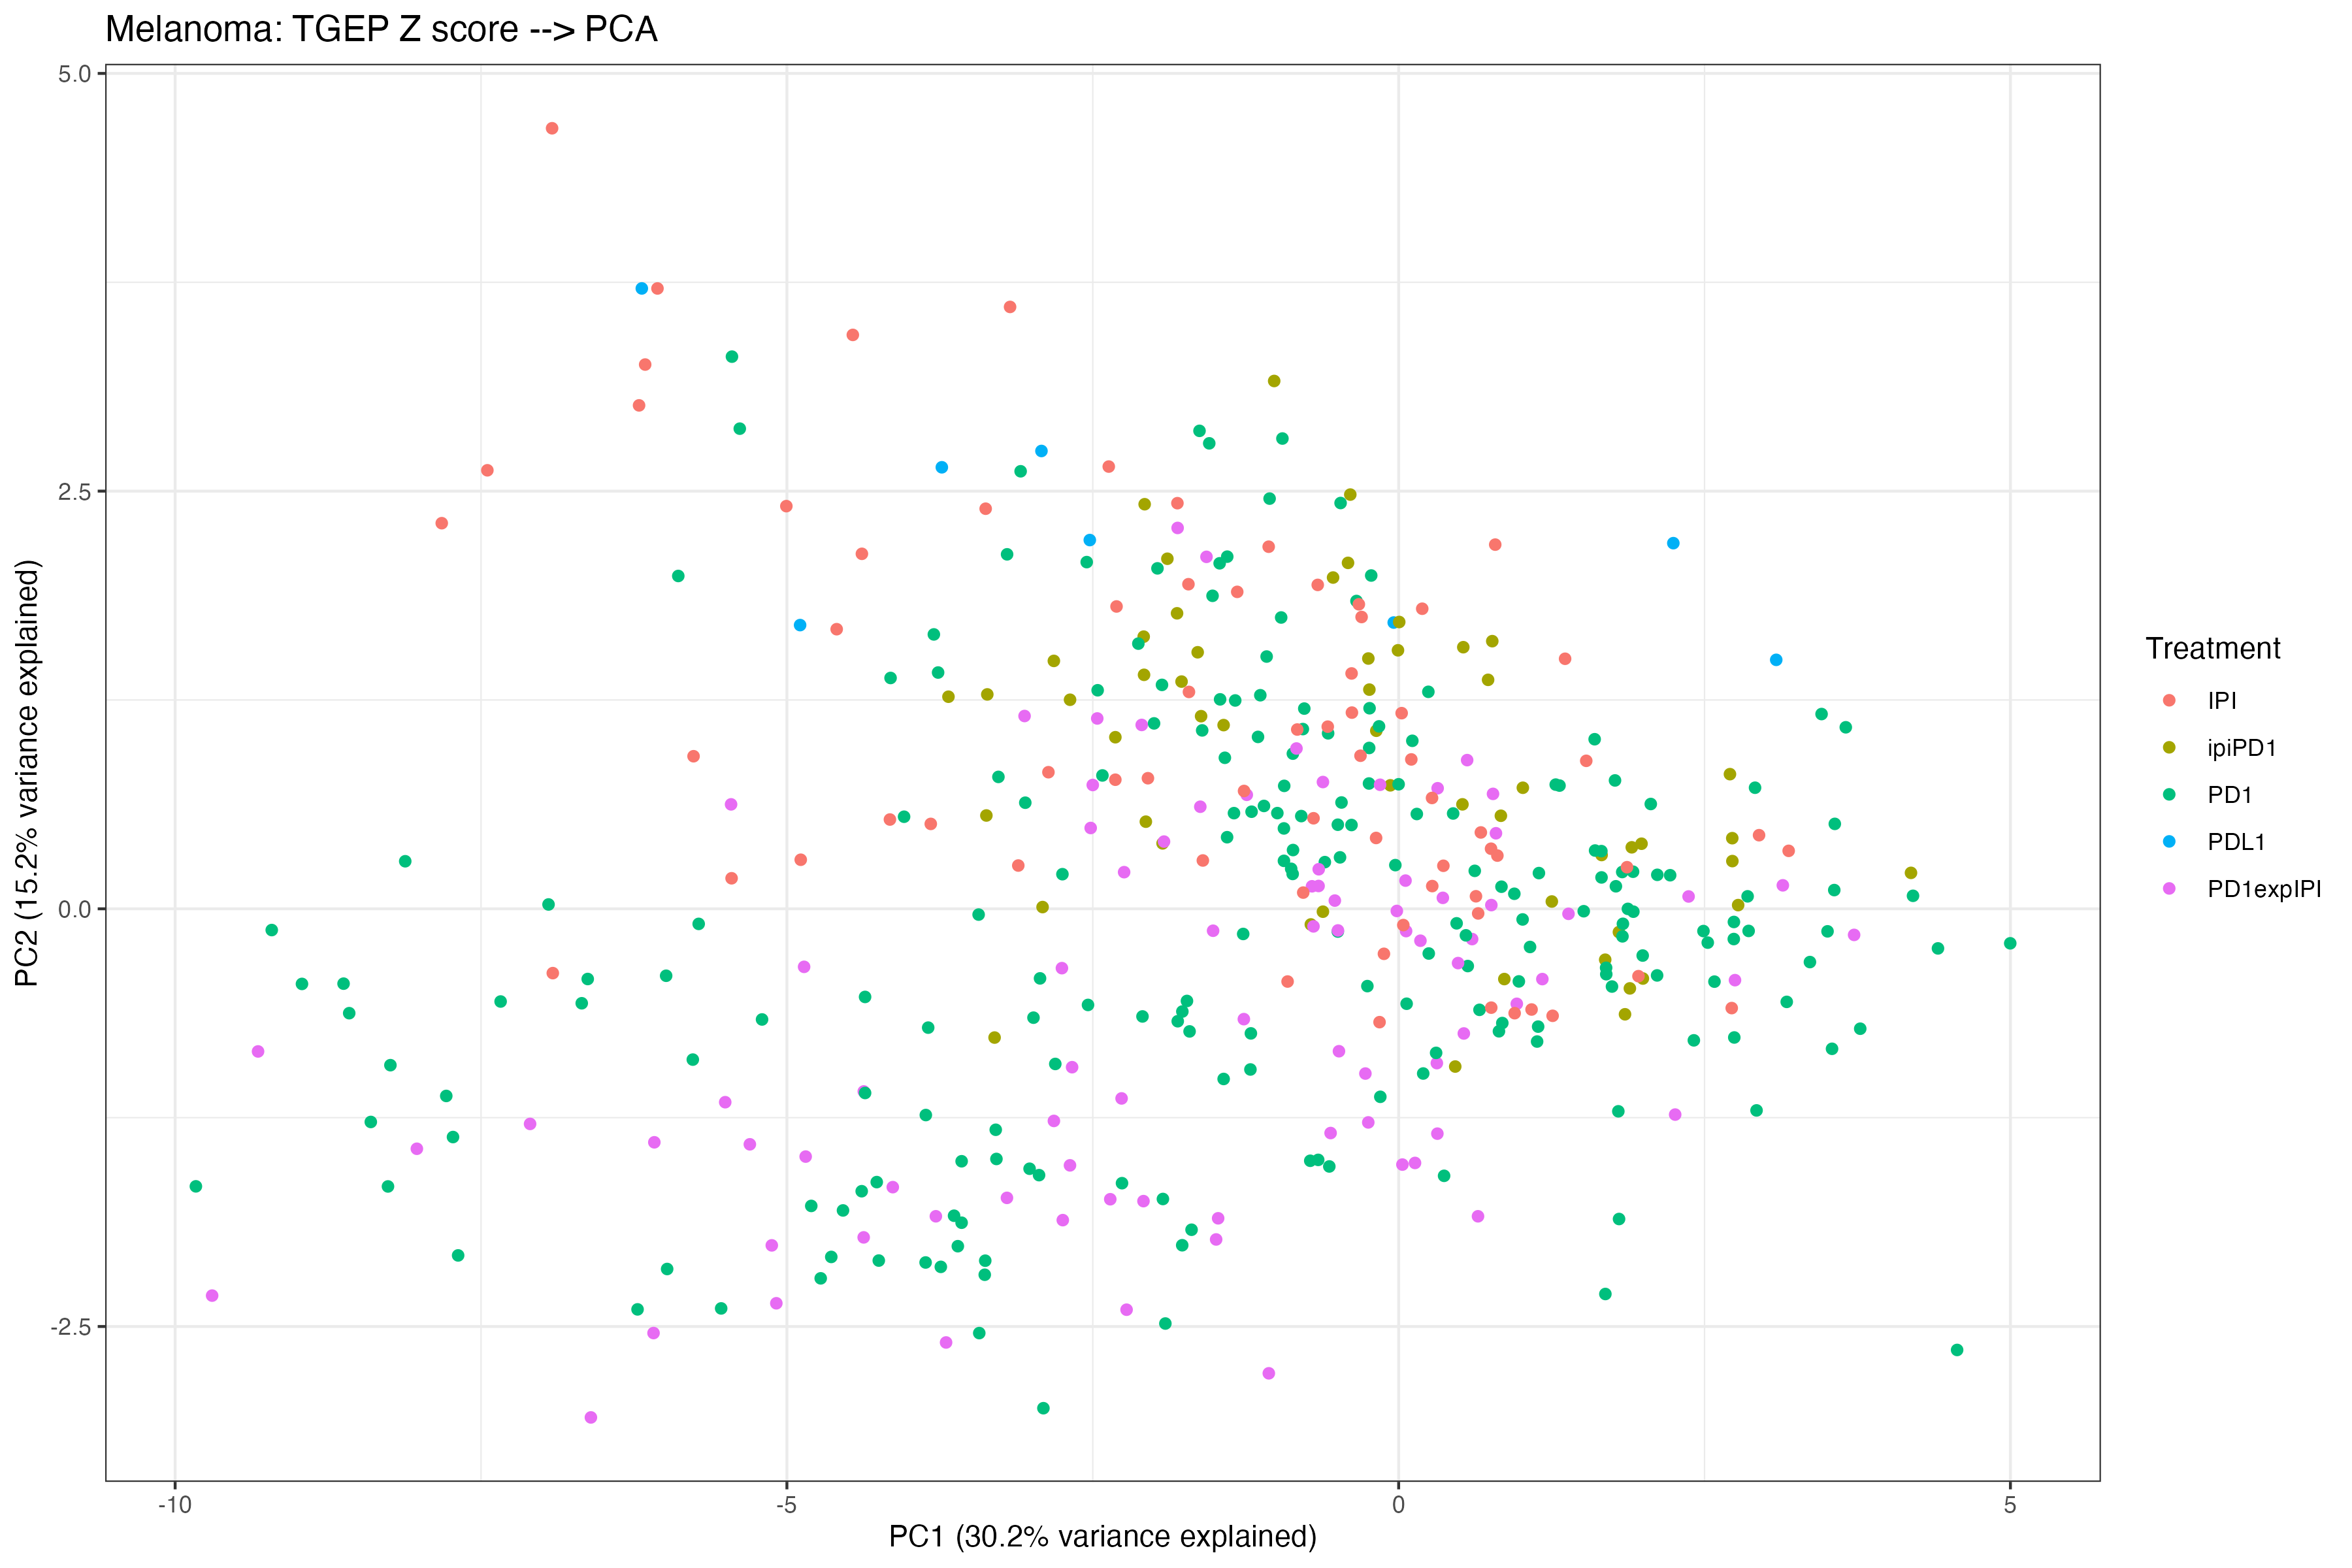 Melanoma: TGEP Z score --> PCA
5.0
2.5
0.0
-2.5
PC2 (15.2% variance explained)
-10
-5
0
5
PC1 (30.2% variance explained)
Treatment
IPI
ipiPD1
PD1
PDL1
PD1expIPI